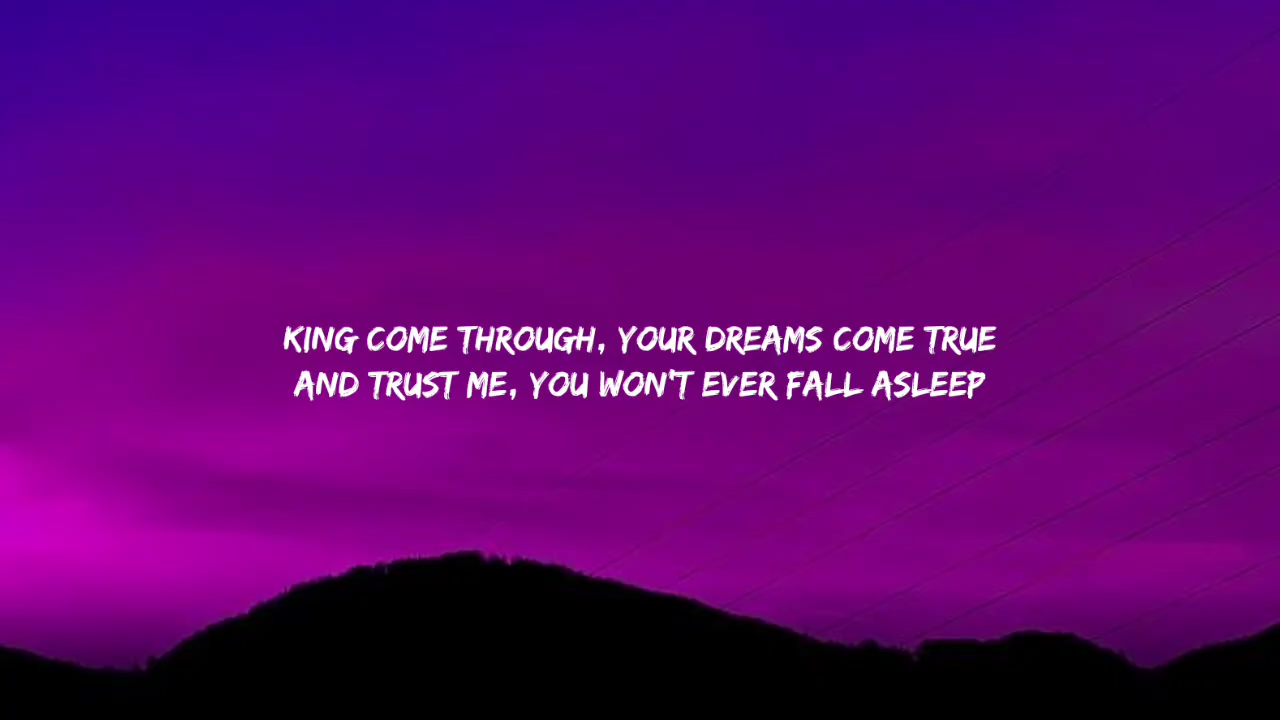 KING COME THROUGH, YOUR DREAMS COME TRUE
AND TRUST ME, YOU WON'T EVER FALL ASLEEP